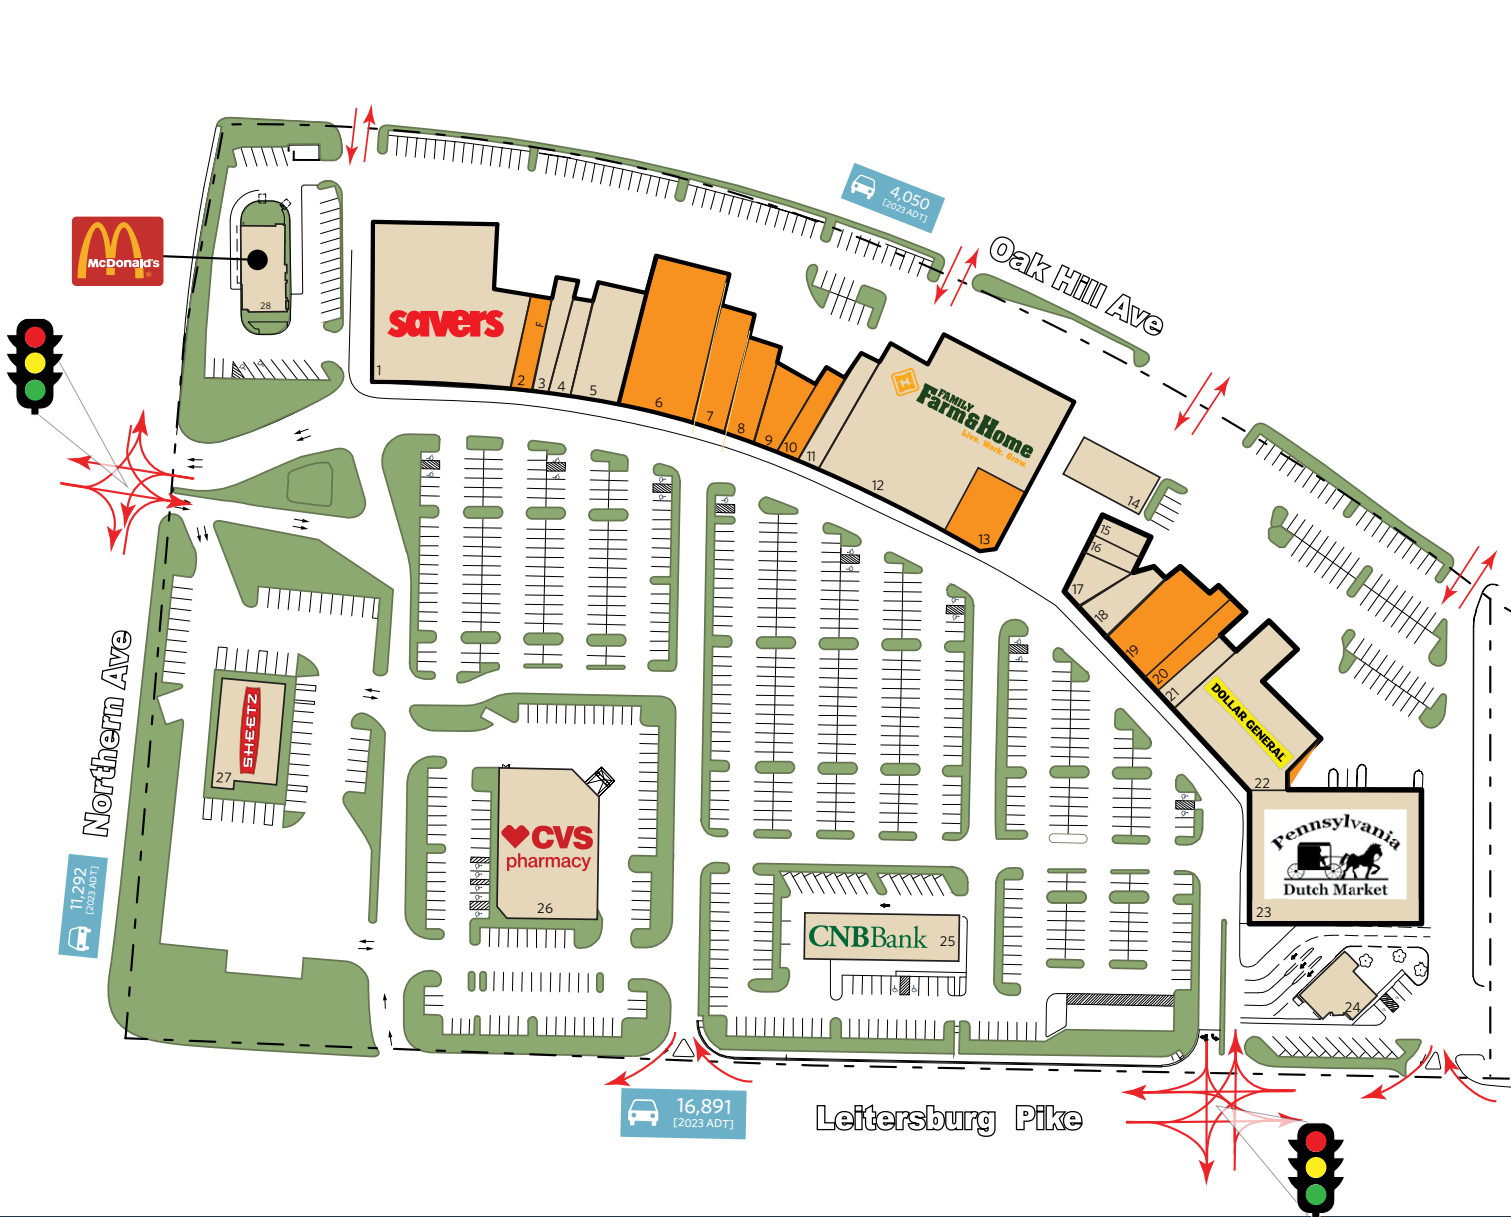 4,050
[2023 ADT]
Oak Hill Ave
McDonald's
28
savers
1
2
F
3
4
5
6
7
8
9
10
11
12
FAMILY
Farm&Home
Live. Work. Grow.
13
14
15
16
17
18
19
20
21
DOLLAR GENERAL
22
Pennsylvania
Dutch Market
23
24
Northern Ave
SHEETZ
27
11,292
[2023 ADT]
CVS
pharmacy
26
CNB Bank
25
16,891
[2023 ADT]
Leitersburg Pike